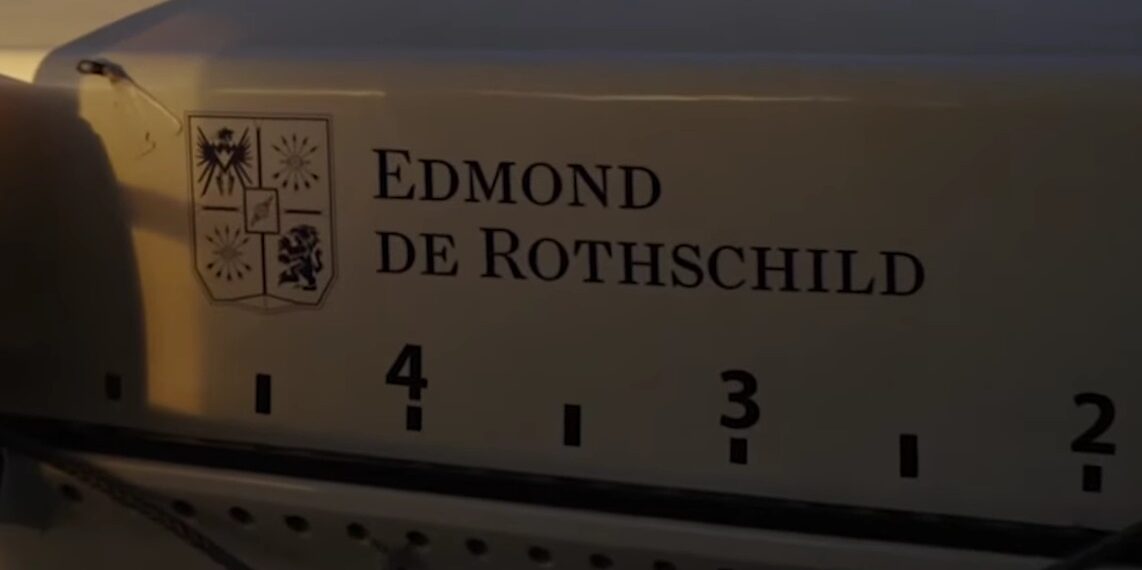 EDMOND
DE ROTHSCHILD
4 3 2